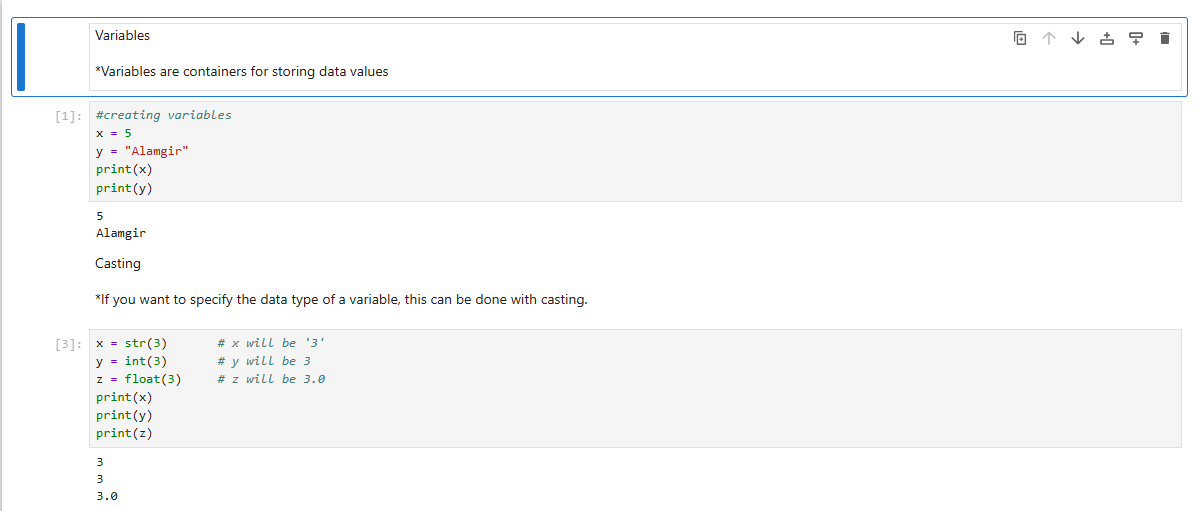 Variables
*Variables are containers for storing data values
[1]:
#creating variables
x = 5
y = "Alamgir"
print(x)
print(y)
5
Alamgir
Casting
*If you want to specify the data type of a variable, this can be done with casting.
[3]:
x = str(3)       # x will be '3'
y = int(3)       # y will be 3
z = float(3)     # z will be 3.0
print(x)
print(y)
print(z)
3
3
3.0